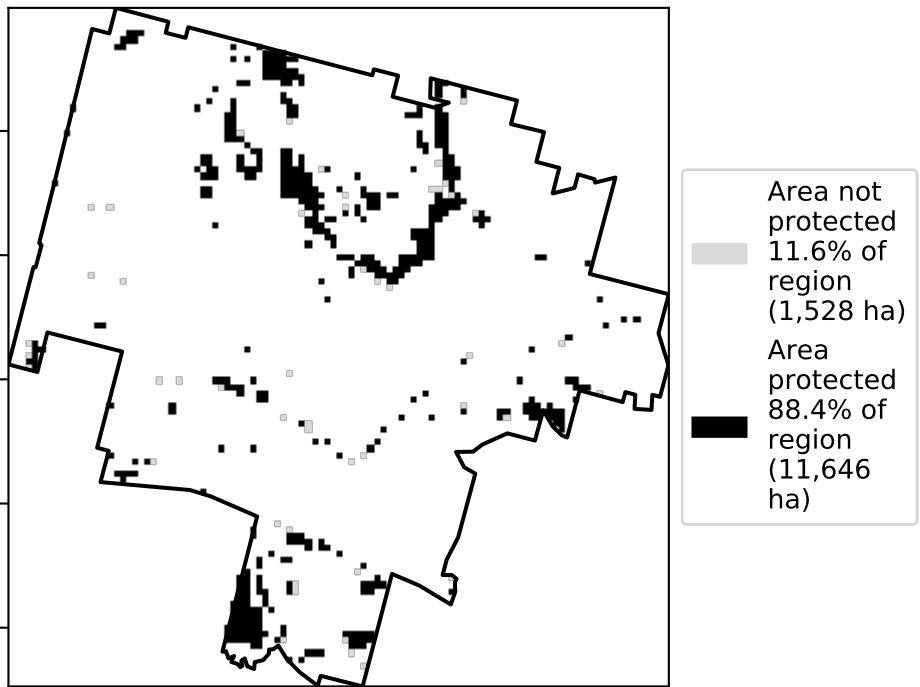 Area not
protected
11.6% of
region
(1,528 ha)
Area
protected
88.4% of
region
(11,646
ha)